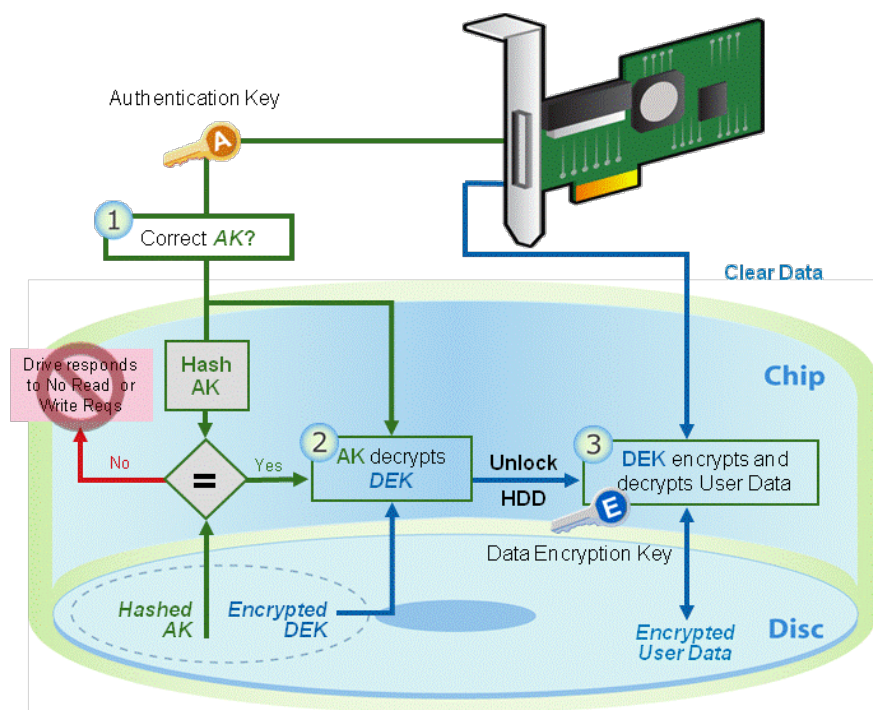 Authentication Key
A
1
Correct AK?
Clear Data
Drive responds
to No Read or
Write Reqs
Hash
AK
Chip
No
=
Yes
2
AK decrypts
DEK
Unlock
HDD
3
DEK encrypts and
decrypts User Data
E
Data Encryption Key
Hashed
AK
Encrypted
DEK
Encrypted
User Data
Disc